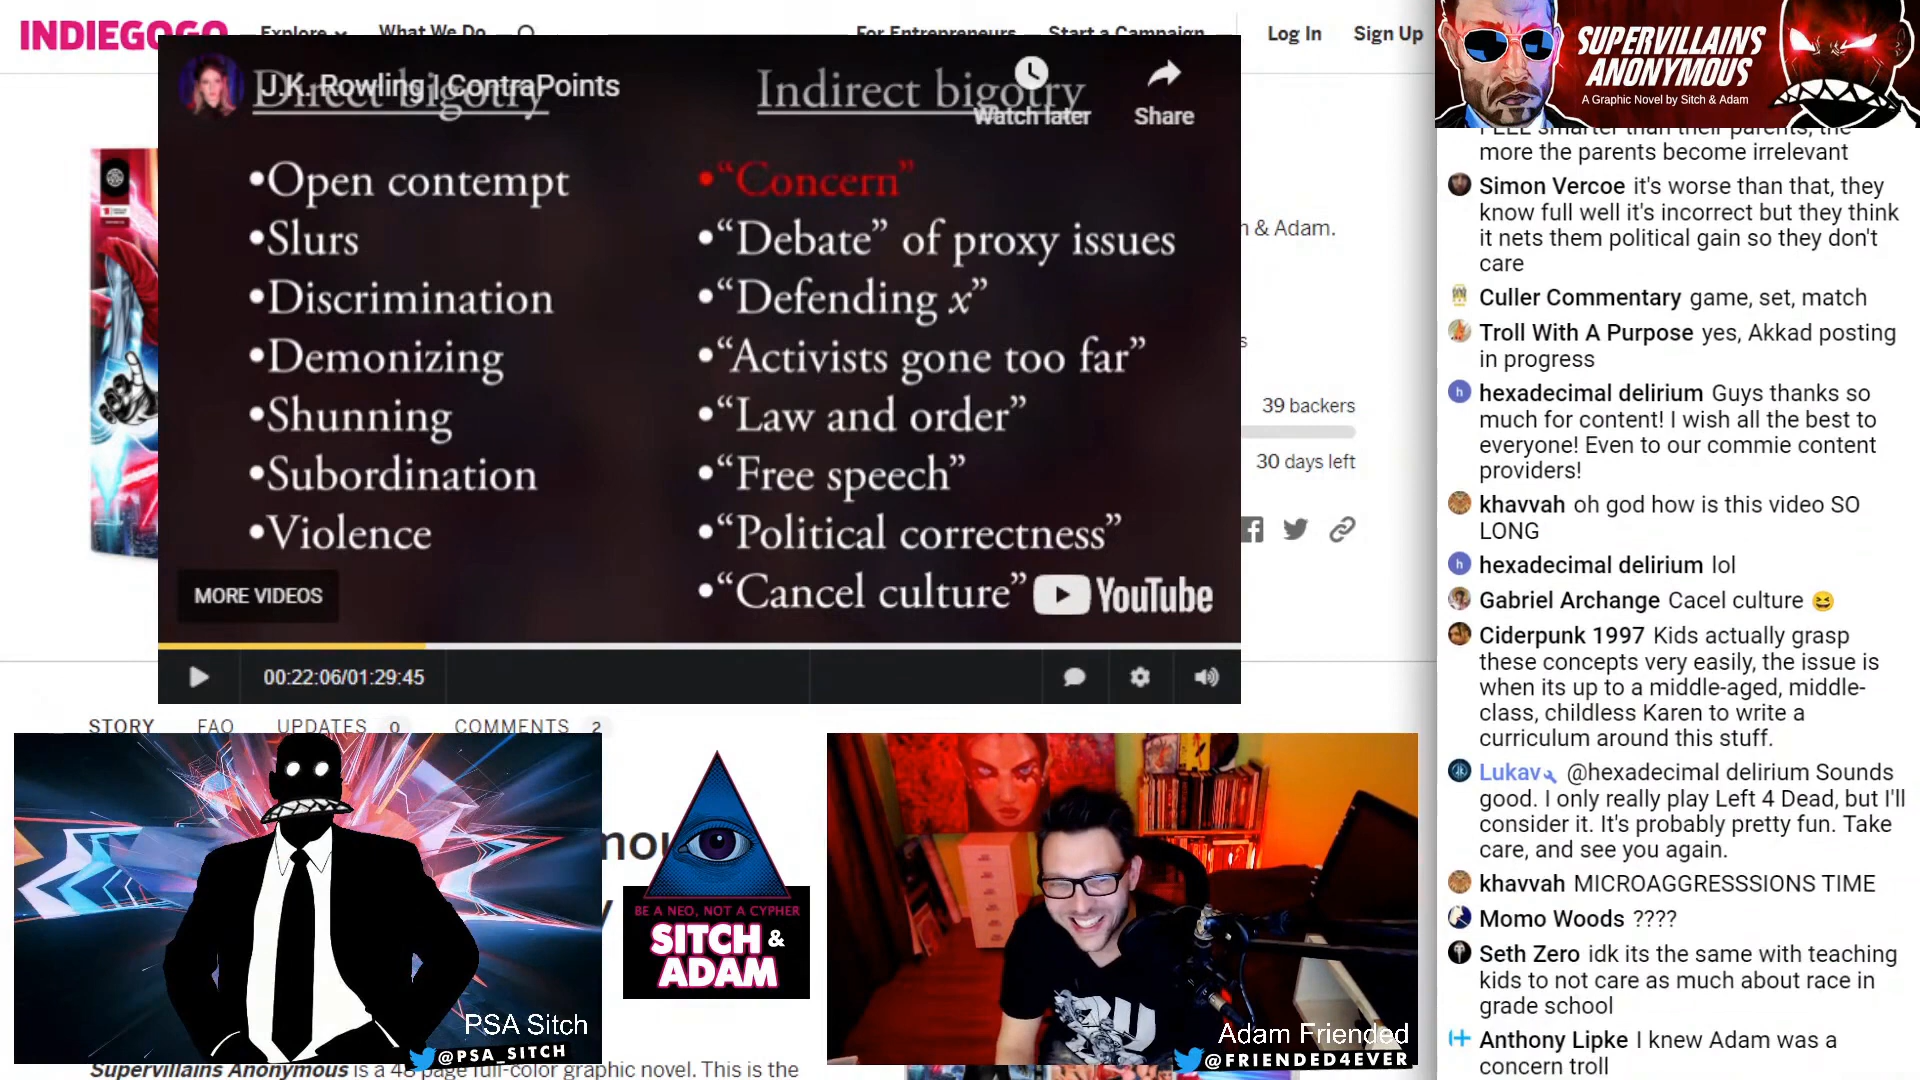 INDIEGOGO
Explore
What We Do
For Entrepreneurs
Start a Campaign
Log In
Sign Up
J.K. Rowling | ContraPoints
Watch later
Share
Direct bigotry
•Open contempt
•Slurs
•Discrimination
•Demonizing
•Shunning
•Subordination
•Violence
Indirect bigotry
•“Concern”
•“Debate” of proxy issues
•“Defending x”
•“Activists gone too far”
•“Law and order”
•“Free speech”
•“Political correctness”
•“Cancel culture”
YouTube
MORE VIDEOS
00:22:06/01:29:45
& Adam.
39 backers
30 days left
STORY
FAQ
UPDATES 0
COMMENTS 2
PSA Sitch
@PSA_SITCH
BE A NEO, NOT A CYPHER
SITCH &
ADAM
Adam Friended
@FRIENDED4EVER
Supervillains Anonymous is a 48 page full-color graphic novel. This is the
SUPERVILLAINS
ANONYMOUS
A Graphic Novel by Sitch & Adam
FEEL smarter than their parents, the
more the parents become irrelevant
Simon Vercoe it's worse than that, they
know full well it's incorrect but they think
it nets them political gain so they don't
care
Culler Commentary game, set, match
Troll With A Purpose yes, Akkad posting
in progress
hexadecimal delirium Guys thanks so
much for content! I wish all the best to
everyone! Even to our commie content
providers!
khavvah oh god how is this video SO
LONG
hexadecimal delirium lol
Gabriel Archange Cacel culture 😆
Ciderpunk 1997 Kids actually grasp
these concepts very easily, the issue is
when its up to a middle-aged, middle-
class, childless Karen to write a
curriculum around this stuff.
Lukav @hexadecimal delirium Sounds
good. I only really play Left 4 Dead, but I'll
consider it. It's probably pretty fun. Take
care, and see you again.
khavvah MICROAGGRESSSIONS TIME
Momo Woods ????
Seth Zero idk its the same with teaching
kids to not care as much about race in
grade school
Anthony Lipke I knew Adam was a
concern troll